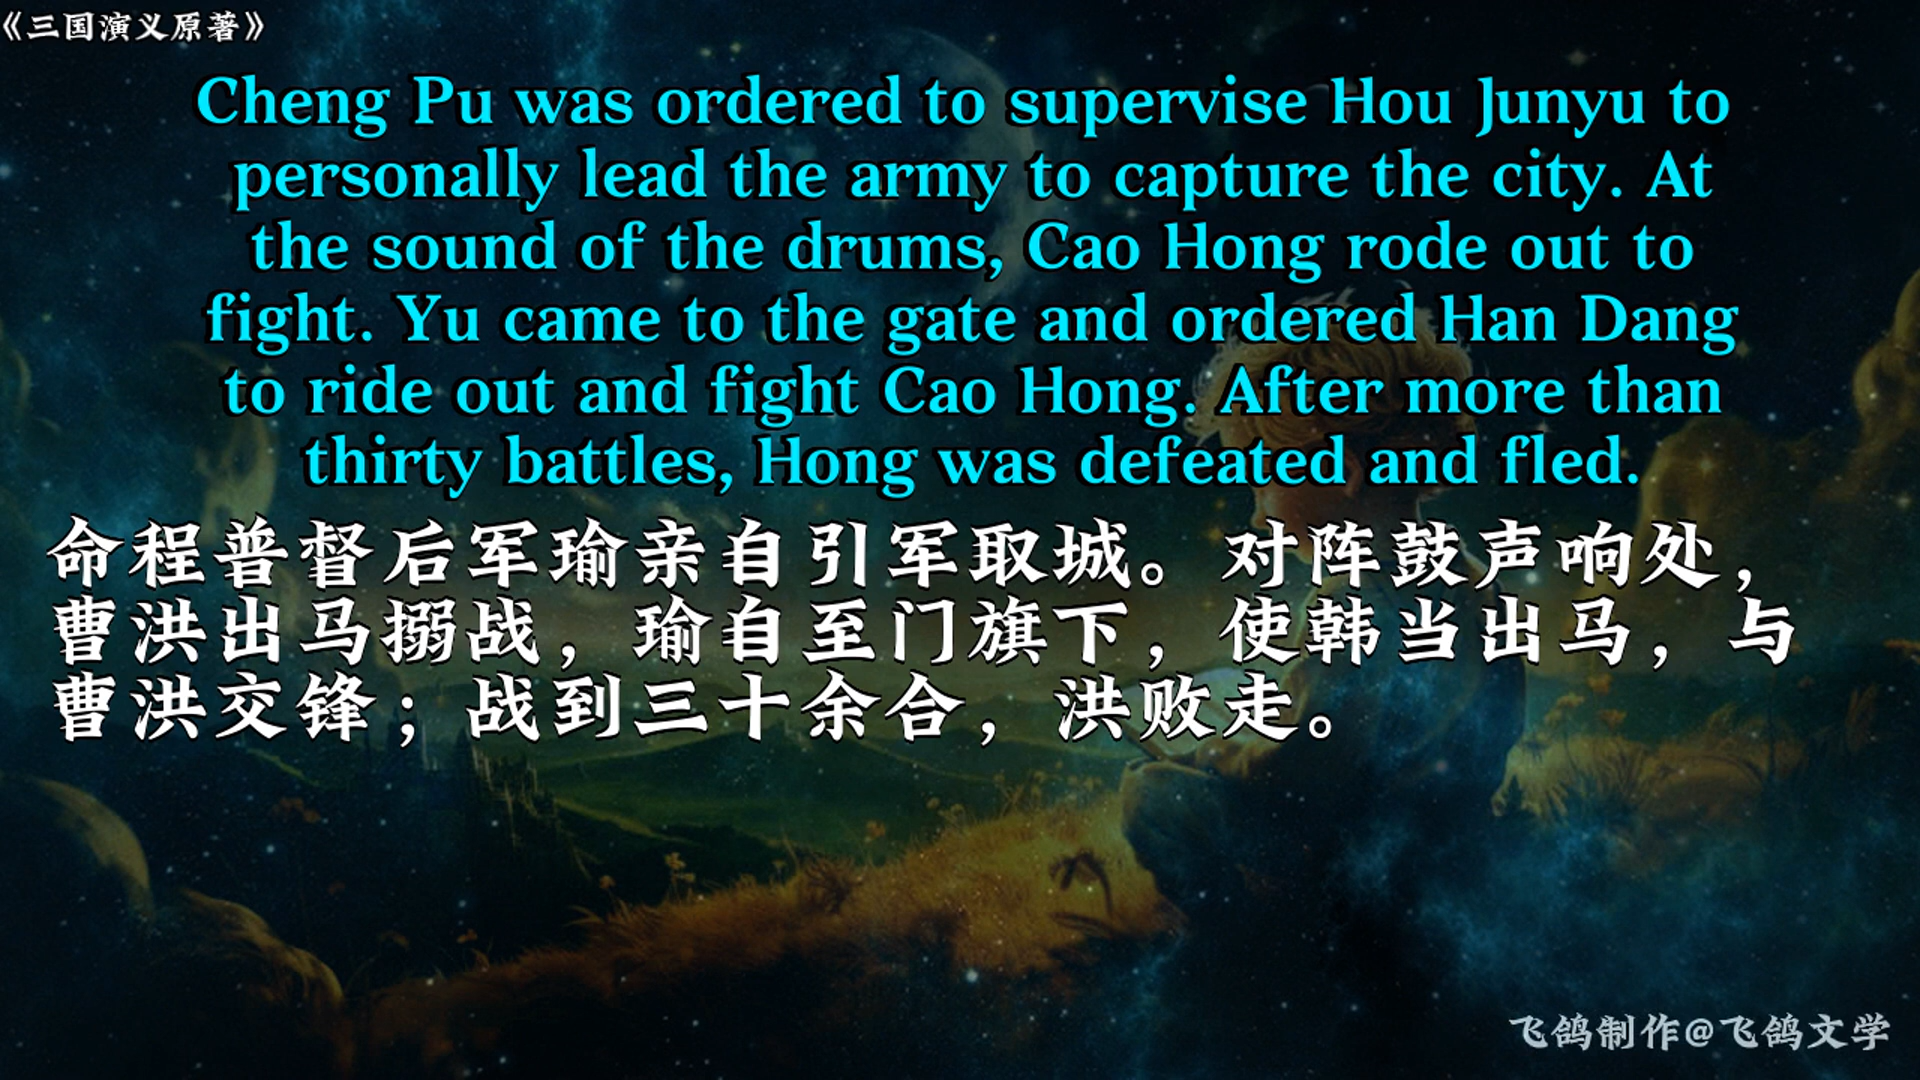 《三国演义原著》
Cheng Pu was ordered to supervise Hou Junyu to
personally lead the army to capture the city. At
the sound of the drums, Cao Hong rode out to
fight. Yu came to the gate and ordered Han Dang
to ride out and fight Cao Hong. After more than
thirty battles, Hong was defeated and fled.
命程普督后军瑜亲自引军取城。对阵鼓声响处，
曹洪出马搦战，瑜自至门旗下，使韩当出马，与
曹洪交锋；战到三十余合，洪败走。
飞鸽制作@飞鸽文学